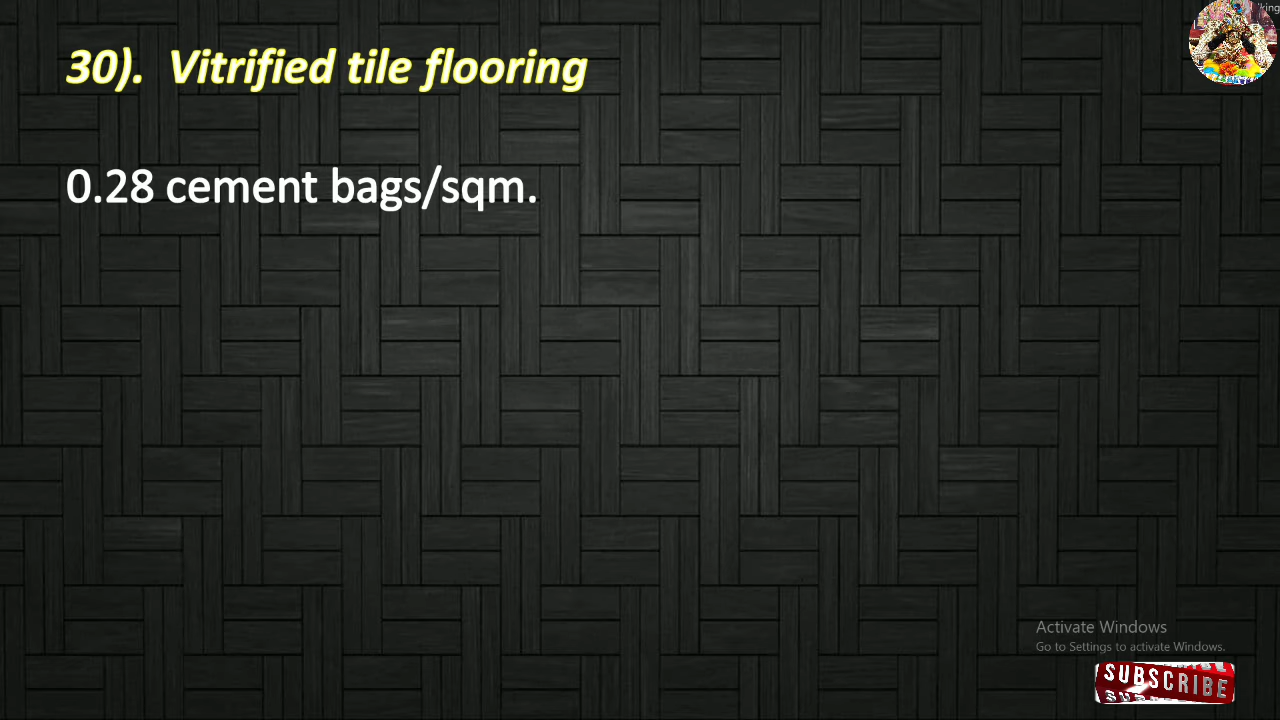 30).  Vitrified tile flooring
0.28 cement bags/sqm.
Activate Windows
Go to Settings to activate Windows.
SUBSCRIBE